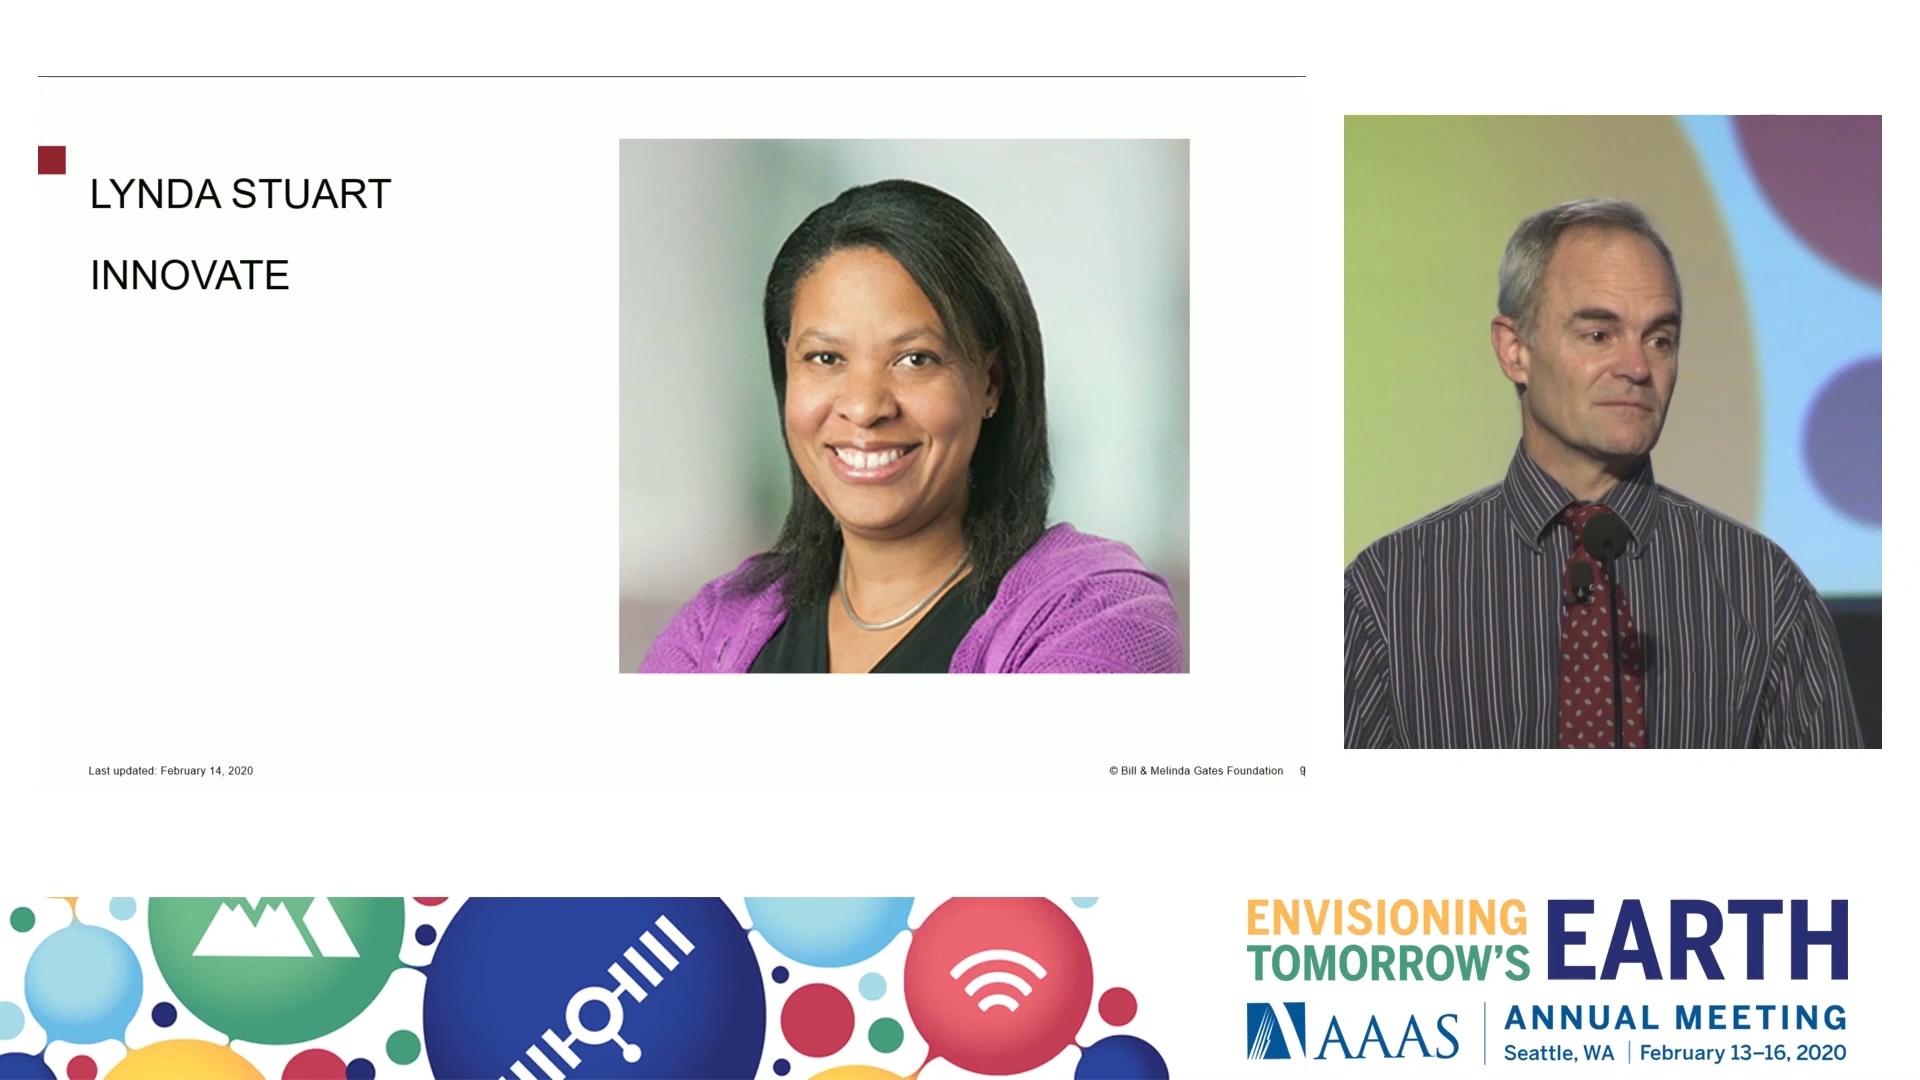 LYNDA STUART
INNOVATE
Last updated: February 14, 2020
© Bill & Melinda Gates Foundation 9
ENVISIONING
TOMORROW'S
EARTH
AAAS
ANNUAL MEETING
Seattle, WA | February 13–16, 2020